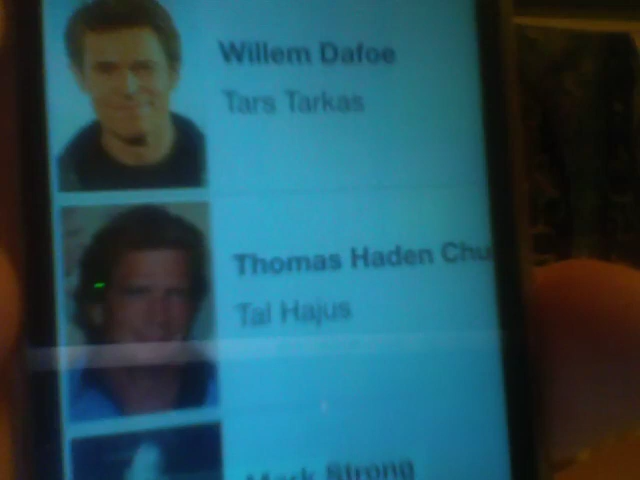 Willem Dafoe
Tars Tarkas
Thomas Haden Chu
Tal Hajus
Mark Strong